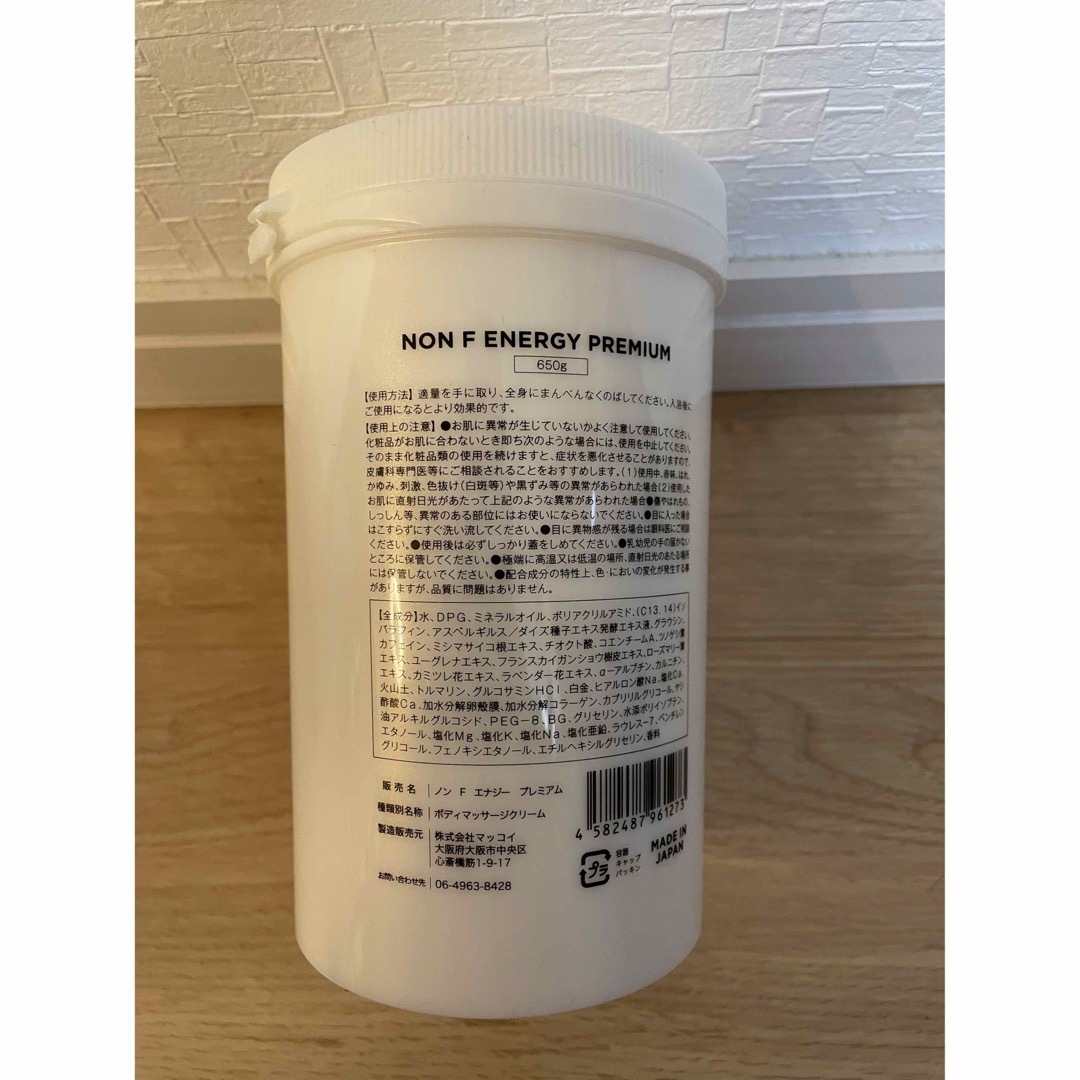 NON F ENERGY PREMIUM
650g
【使用方法】適量を手に取り、全身にまんべんなくのばしてください。入浴後に
ご使用になるとより効果的です。
【使用上の注意】●お肌に異常が生じていないかよく注意して使用してください。
化粧品がお肌に合わないとき即ち次のような場合には、使用を中止してください。
そのまま化粧品類の使用を続けますと、症状を悪化させることがありますので、
皮膚科専門医等にご相談されることをおすすめします。(1)使用中、赤味、はれ、
かゆみ、刺激、色抜け(白斑等)や黒ずみ等の異常があらわれた場合(2)使用した
お肌に直射日光があたって上記のような異常があらわれた場合●傷やはれもの、
しっしん等、異常のある部位にはお使いにならないでください。●目に入った場合
はこすらずにすぐ洗い流してください。●目に異物感が残る場合は眼科医にご相談
ください。●使用後は必ずしっかり蓋をしめてください。●乳幼児の手の届かない
ところに保管してください。●極端に高温又は低温の場所、直射日光のあたる場所
には保管しないでください。●配合成分の特性上、色・においの変化が発生する事
がありますが、品質に問題はありません。
【全成分】水、DPG、ミネラルオイル、ポリアクリルアミド、(C13,14)イソ
パラフィン、アスペルギルス/ダイズ種子エキス発酵エキス液、グラウシン、
カフェイン、ミシマサイコ根エキス、チオクト酸、コエンチームA、ツノゲシ葉
エキス、ユーグレナエキス、フランスカイガンショウ樹皮エキス、ローズマリー葉
エキス、カミツレ花エキス、ラベンダー花エキス、α-アルブチン、カルニチン、
火山土、トルマリン、グルコサミンHCl、白金、ヒアルロン酸Na、塩化Ca、
酢酸Ca、加水分解卵殻膜、加水分解コラーゲン、カプリリルグリコール、ヤシ
油アルキルグルコシド、PEG-8、BG、グリセリン、水添ポリイソブテン、
エタノール、塩化Mg、塩化K、塩化Na、塩化亜鉛、ラウレス-7、ペンチレン
グリコール、フェノキシエタノール、エチルヘキシルグリセリン、香料
販売名 ノン F エナジー プレミアム
種類別名称 ボディマッサージクリーム
製造販売元 株式会社マッコイ
大阪府大阪市中央区
心斎橋筋1-9-17
お問い合わせ先 06-4963-8428
4 582487 961273
プラ
容器
キャップ
パッキン
MADE IN
JAPAN